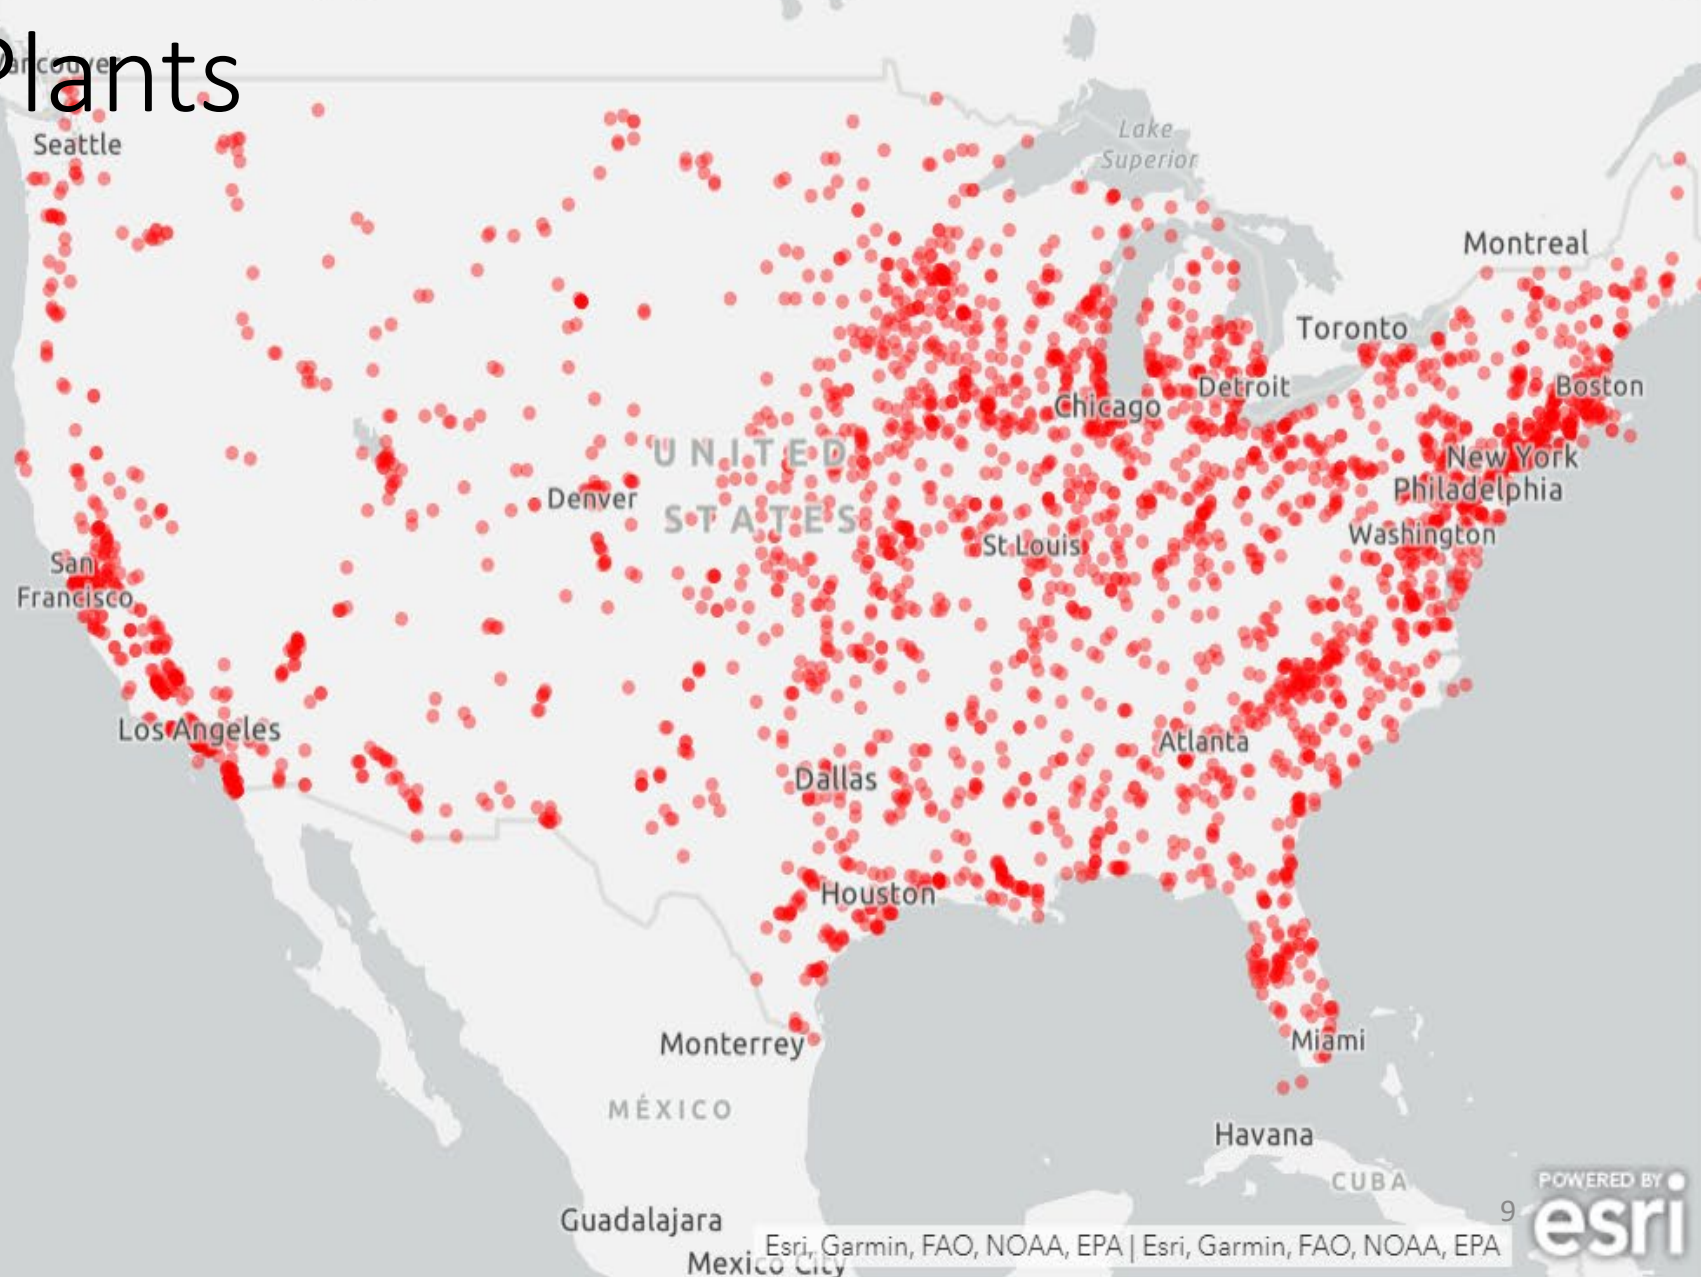 Plants
Vancouver
Seattle
Lake
Superior
Montreal
Toronto
Boston
Detroit
Chicago
UNITED
STATES
New York
Philadelphia
Denver
Washington
St Louis
San
Francisco
Los Angeles
Atlanta
Dallas
Houston
Monterrey
Miami
MÉXICO
Havana
CUBA
POWERED BY
esri
9
Guadalajara
Esri, Garmin, FAO, NOAA, EPA | Esri, Garmin, FAO, NOAA, EPA
Mexico City